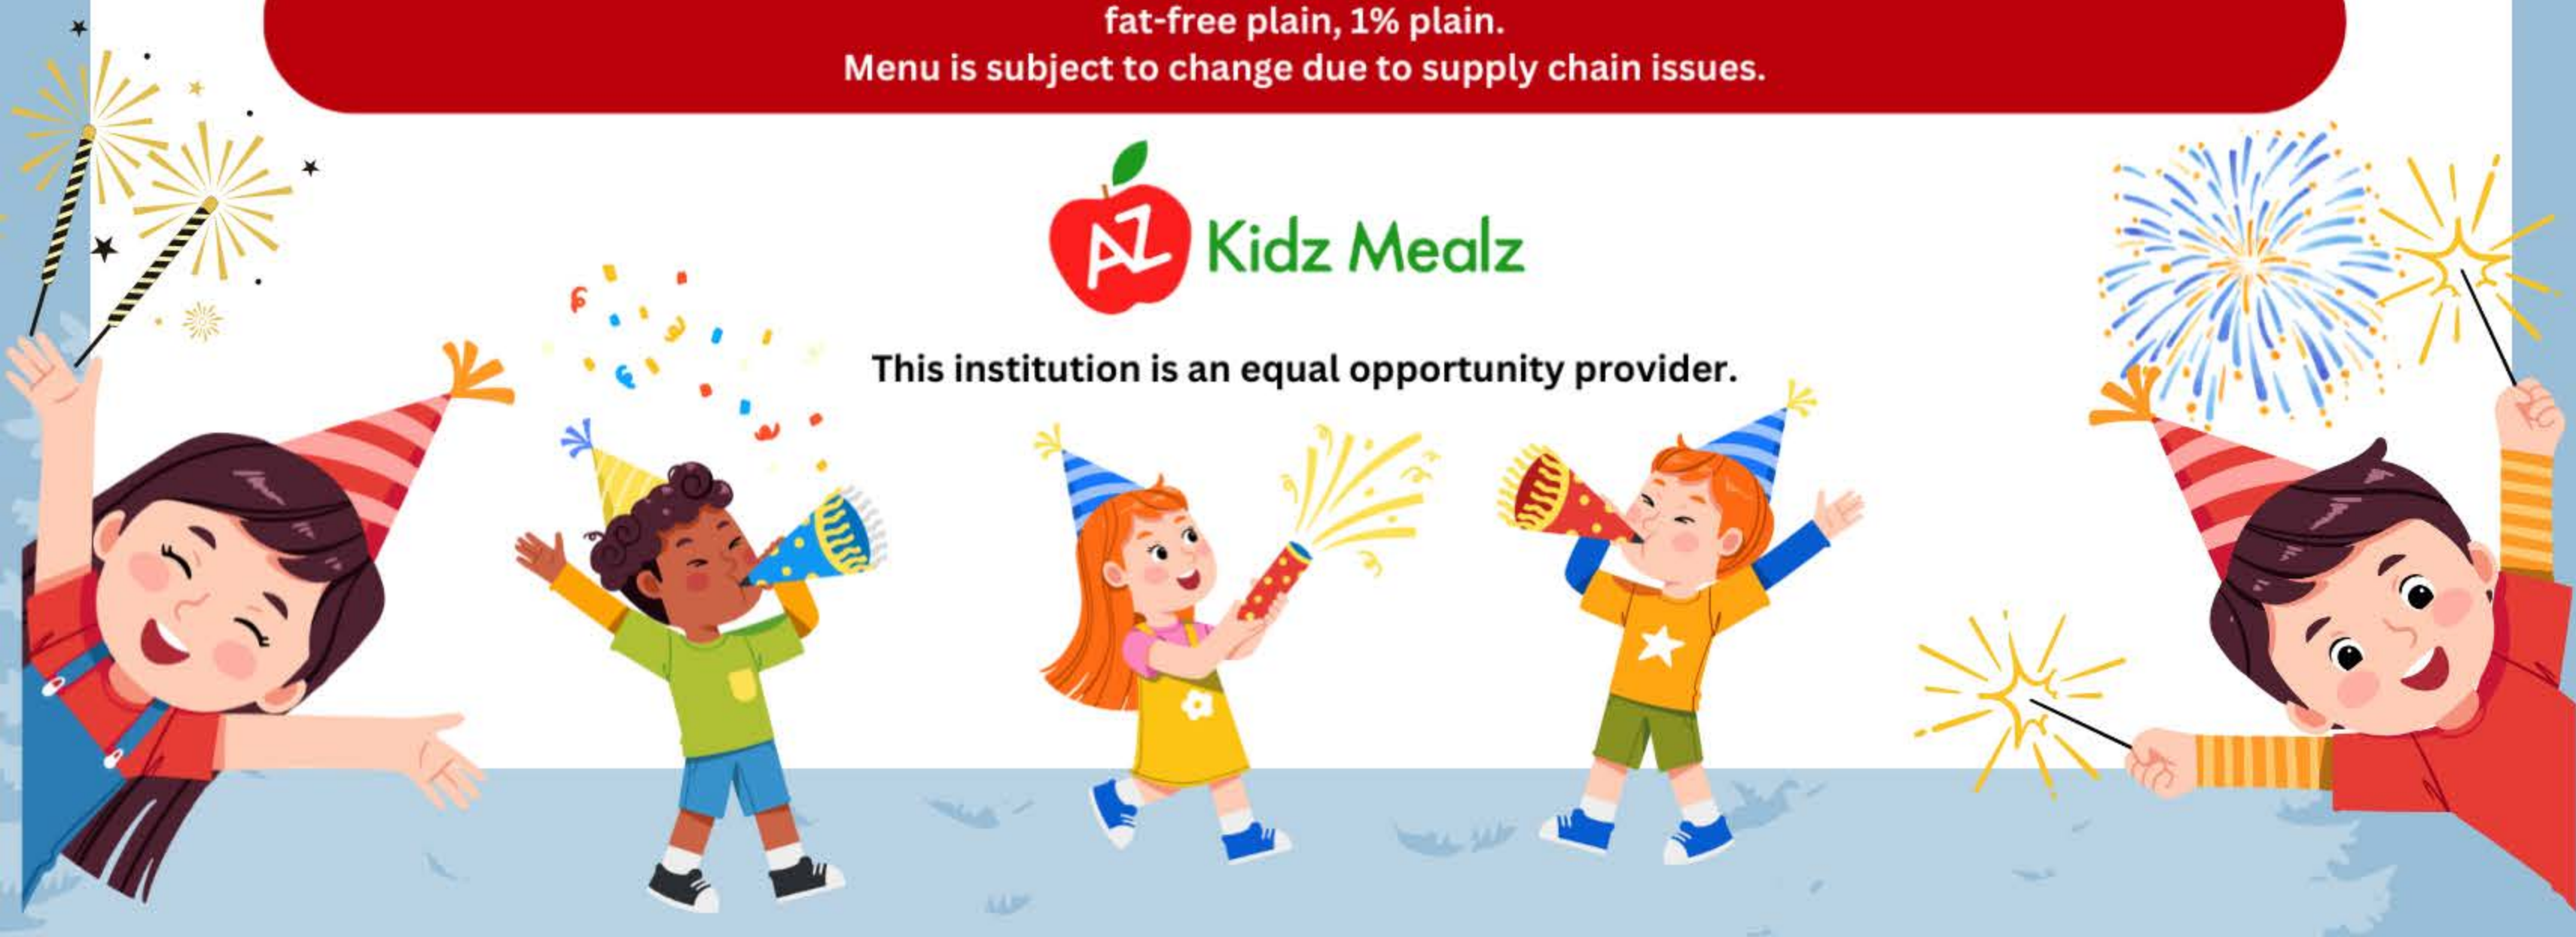 fat-free plain, 1% plain.
Menu is subject to change due to supply chain issues.
AZ Kidz Mealz
This institution is an equal opportunity provider.